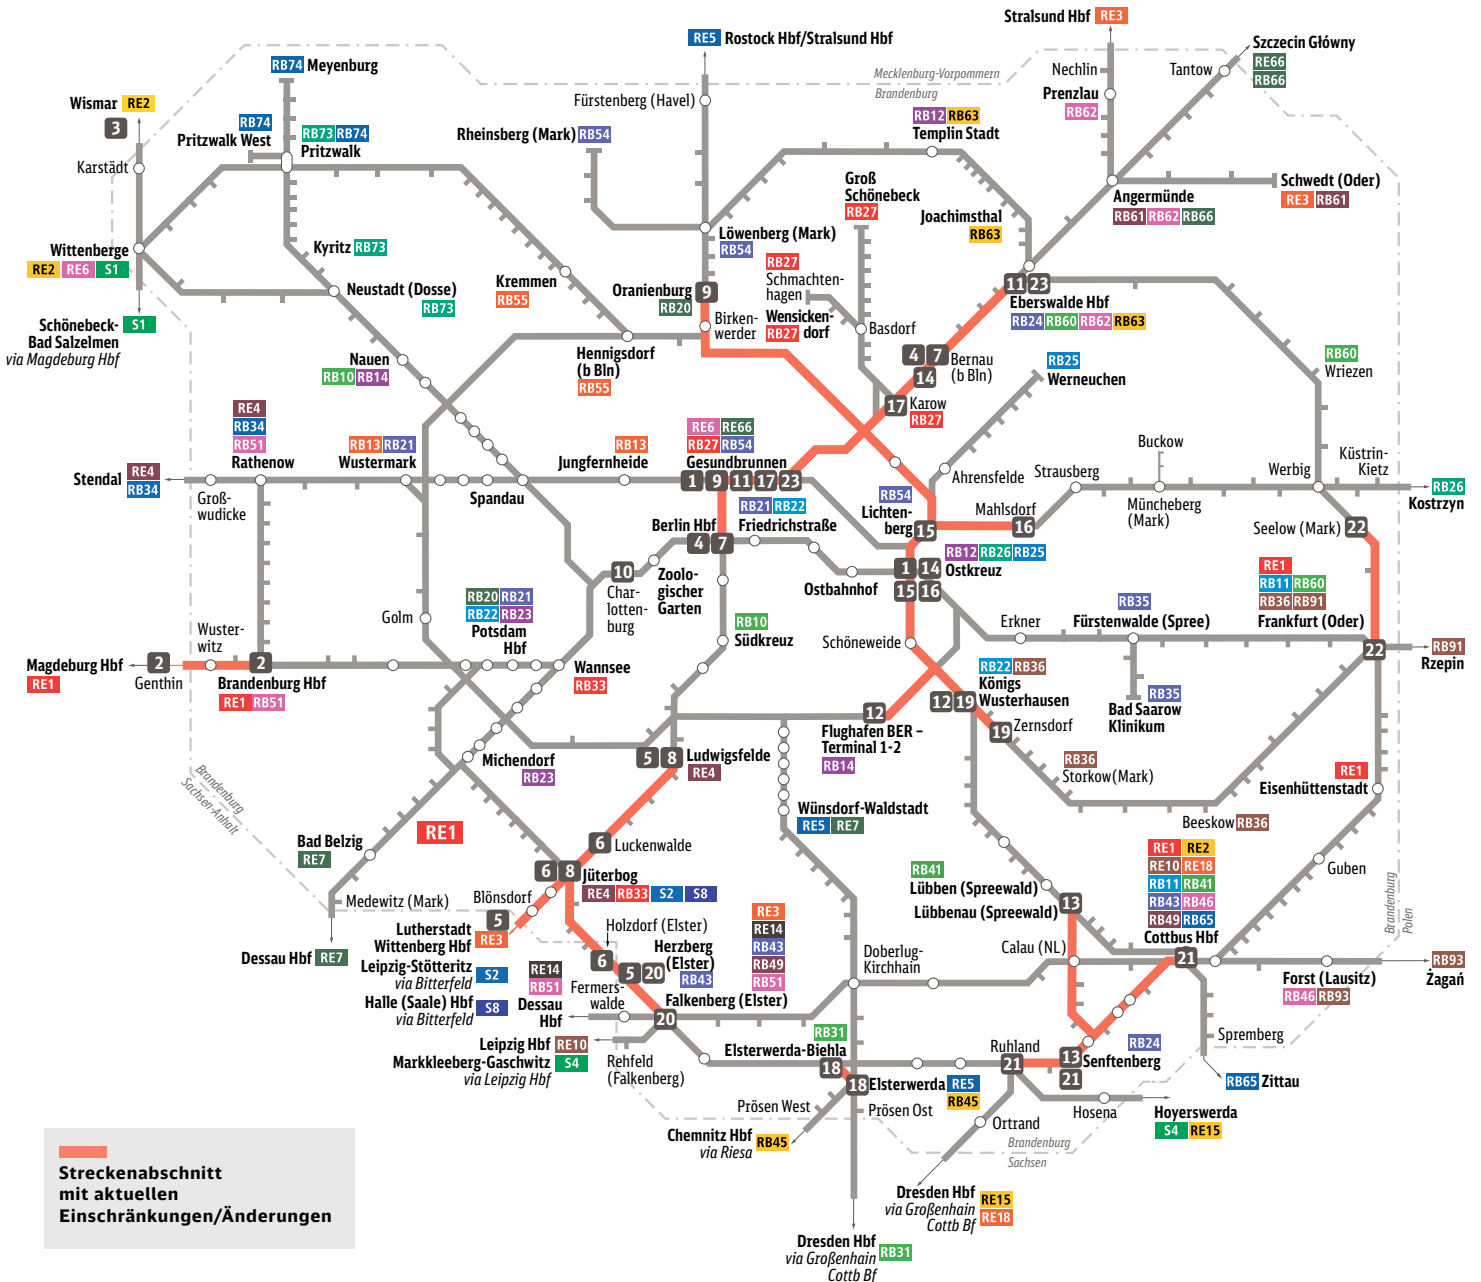 Stralsund Hbf RE3
RE5 Rostock Hbf/Stralsund Hbf
Szczecin Główny
RE66
RB66
RB74 Meyenburg
Nechlin
Tantow
Mecklenburg-Vorpommern
Brandenburg
Prenzlau
RB62
Wismar RE2
3
Fürstenberg (Havel)
RB12 RB63
Templin Stadt
RB74
Pritzwalk West
RB73 RB74
Pritzwalk
Rheinsberg (Mark) RB54
Karstädt
Groß
Schönebeck
RB27
Schwedt (Oder)
RE3 RB61
Angermünde
RB61 RB62 RB66
Joachimsthal
RB63
Löwenberg (Mark)
RB54
Wittenberge
RE2 RE6 S1
Kyritz RB73
RB27
Schmachten-
hagen
Wensicken-
dorf
RB27
Kremmen
RB55
Oranienburg
RB20
9
11 23
Eberswalde Hbf
RB24 RB60 RB62 RB63
Neustadt (Dosse)
RB73
Birken-
werder
Basdorf
Schönebeck-
Bad Salzelmen
via Magdeburg Hbf
S1
Nauen
RB10 RB14
Hennigsdorf
(b Bln)
RB55
4 7
14
Bernau
(b Bln)
RB25
Werneuchen
RB60
Wriezen
17 Karow
RB27
RE4
RB34
RB51
Rathenow
RB13 RB21
Wustermark
RB13
Jungfernheide
RE6 RE66
RB27 RB54
Gesundbrunnen
1 9 11 17 23
Buckow
Küstrin-
Kietz
Stendal RE4
RB34
Groß-
wudicke
Spandau
Ahrensfelde
Strausberg
Werbig
RB26
Kostrzyn
Müncheberg
(Mark)
RB21 RB22
Friedrichstraße
RB54
Lichten-
berg
15
Mahlsdorf
16
Seelow (Mark) 22
Berlin Hbf
4 7
RB12 RB26 RB25
1 14 Ostkreuz
15 16
Ostbahnhof
10
Char-
lotten-
burg
Zoolo-
gischer
Garten
RE1
RB11 RB60
RB36 RB91
Frankfurt (Oder)
22
RB20 RB21
RB22 RB23
Potsdam
Hbf
Golm
RB10
Südkreuz
Schöneweide
Erkner
RB35
Fürstenwalde (Spree)
Wuster-
witz
RB91
Rzepin
Magdeburg Hbf
RE1
2
Genthin
2
Brandenburg Hbf
RE1 RB51
Wannsee
RB33
RB22 RB36
Königs
Wusterhausen
12 19
RB35
Bad Saarow
Klinikum
12
Flughafen BER –
Terminal 1-2
RB14
19 Zernsdorf
5 8 Ludwigsfelde
RE4
Michendorf
RB23
RB36
Storkow(Mark)
RE1
Eisenhüttenstadt
Brandenburg
Sachsen-Anhalt
Wünsdorf-Waldstadt
RE5 RE7
Beeskow RB36
RE1
Bad Belzig
RE7
6 Luckenwalde
RE1 RE2
RE10 RE18
RB11 RB41
RB43 RB46
RB49 RB65
Cottbus Hbf
21
6 8 Jüterbog
RE4 RB33 S2 S8
RB41
Lübben (Spreewald)
Guben
Medewitz (Mark)
Blönsdorf
5
Lübbenau (Spreewald) 13
Brandenburg
Polen
Lutherstadt
Wittenberg Hbf RE3
Holzdorf (Elster)
RE3
RE14
RB43
RB49
RB51
Dessau Hbf RE7
Leipzig-Stötteritz
via Bitterfeld
S2
6 5 20
Herzberg
(Elster)
RB43
Doberlug-
Kirchhain
Calau (NL)
Halle (Saale) Hbf
via Bitterfeld
S8
RE14
RB51
Dessau
Hbf
Fermers-
walde
Falkenberg (Elster)
20
Forst (Lausitz)
RB46 RB93
RB93
Żagań
Spremberg
Leipzig Hbf RE10
Markkleeberg-Gaschwitz S4
via Leipzig Hbf
Rehfeld
(Falkenberg)
RB31
Elsterwerda-Biehla
18
Ruhland
21
13
21
RB24
Senftenberg
18 Elsterwerda RE5
RB45
RB65 Zittau
Prösen West
Prösen Ost
Hosena
Hoyerswerda
S4 RE15
Ortrand
Chemnitz Hbf RB45
via Riesa
Brandenburg
Sachsen
Streckenabschnitt
mit aktuellen
Einschränkungen/Änderungen
Dresden Hbf
via Großenhain
Cottb Bf
RE15
RE18
Dresden Hbf
via Großenhain
Cottb Bf
RB31